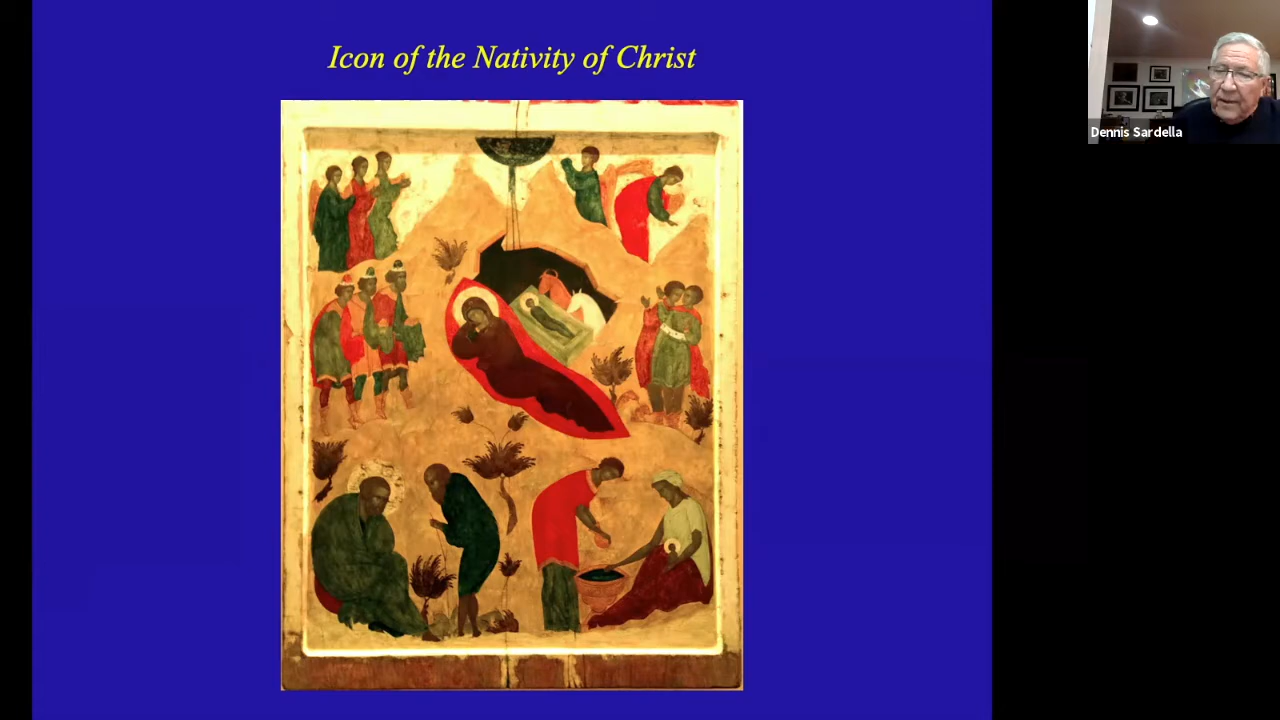 Icon of the Nativity of Christ
Dennis Sardella